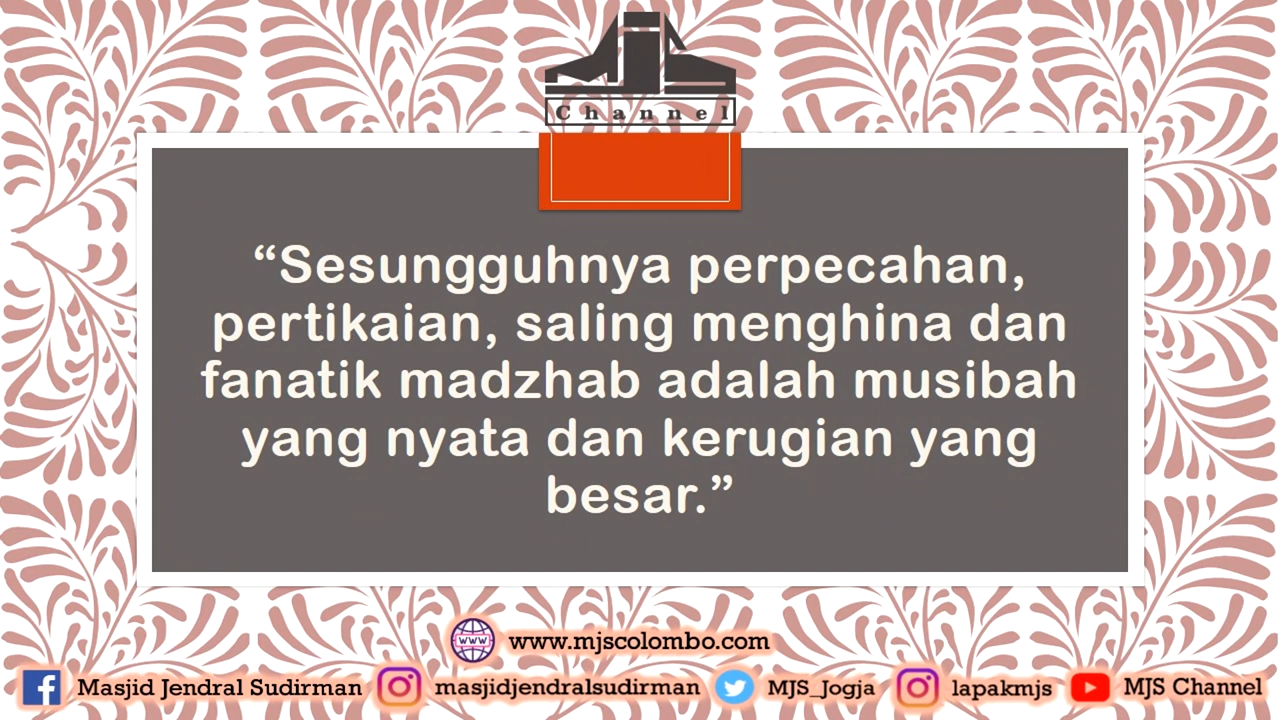 Channel
“Sesungguhnya perpecahan,
pertikaian, saling menghina dan
fanatik madzhab adalah musibah
yang nyata dan kerugian yang
besar.”
www www.mjscolombo.com
f Masjid Jendral Sudirman masjidjendralsudirman MJS_Jogja lapakmjs MJS Channel